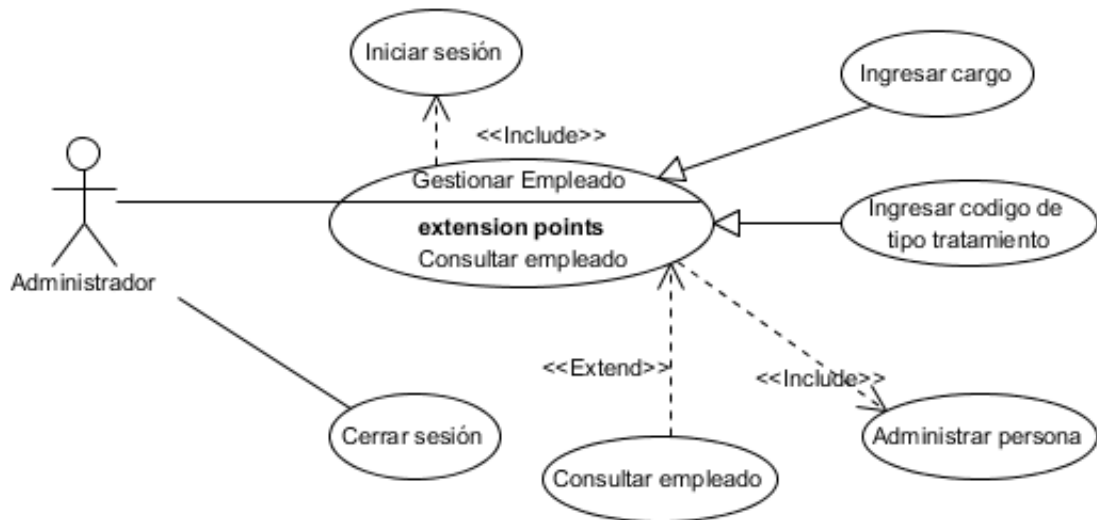 Iniciar sesión
Ingresar cargo
<<Include>>
Gestionar Empleado
extension points
Consultar empleado
Ingresar codigo de
tipo tratamiento
Administrador
<<Extend>>
<<Include>>
Cerrar sesión
Consultar empleado
Administrar persona